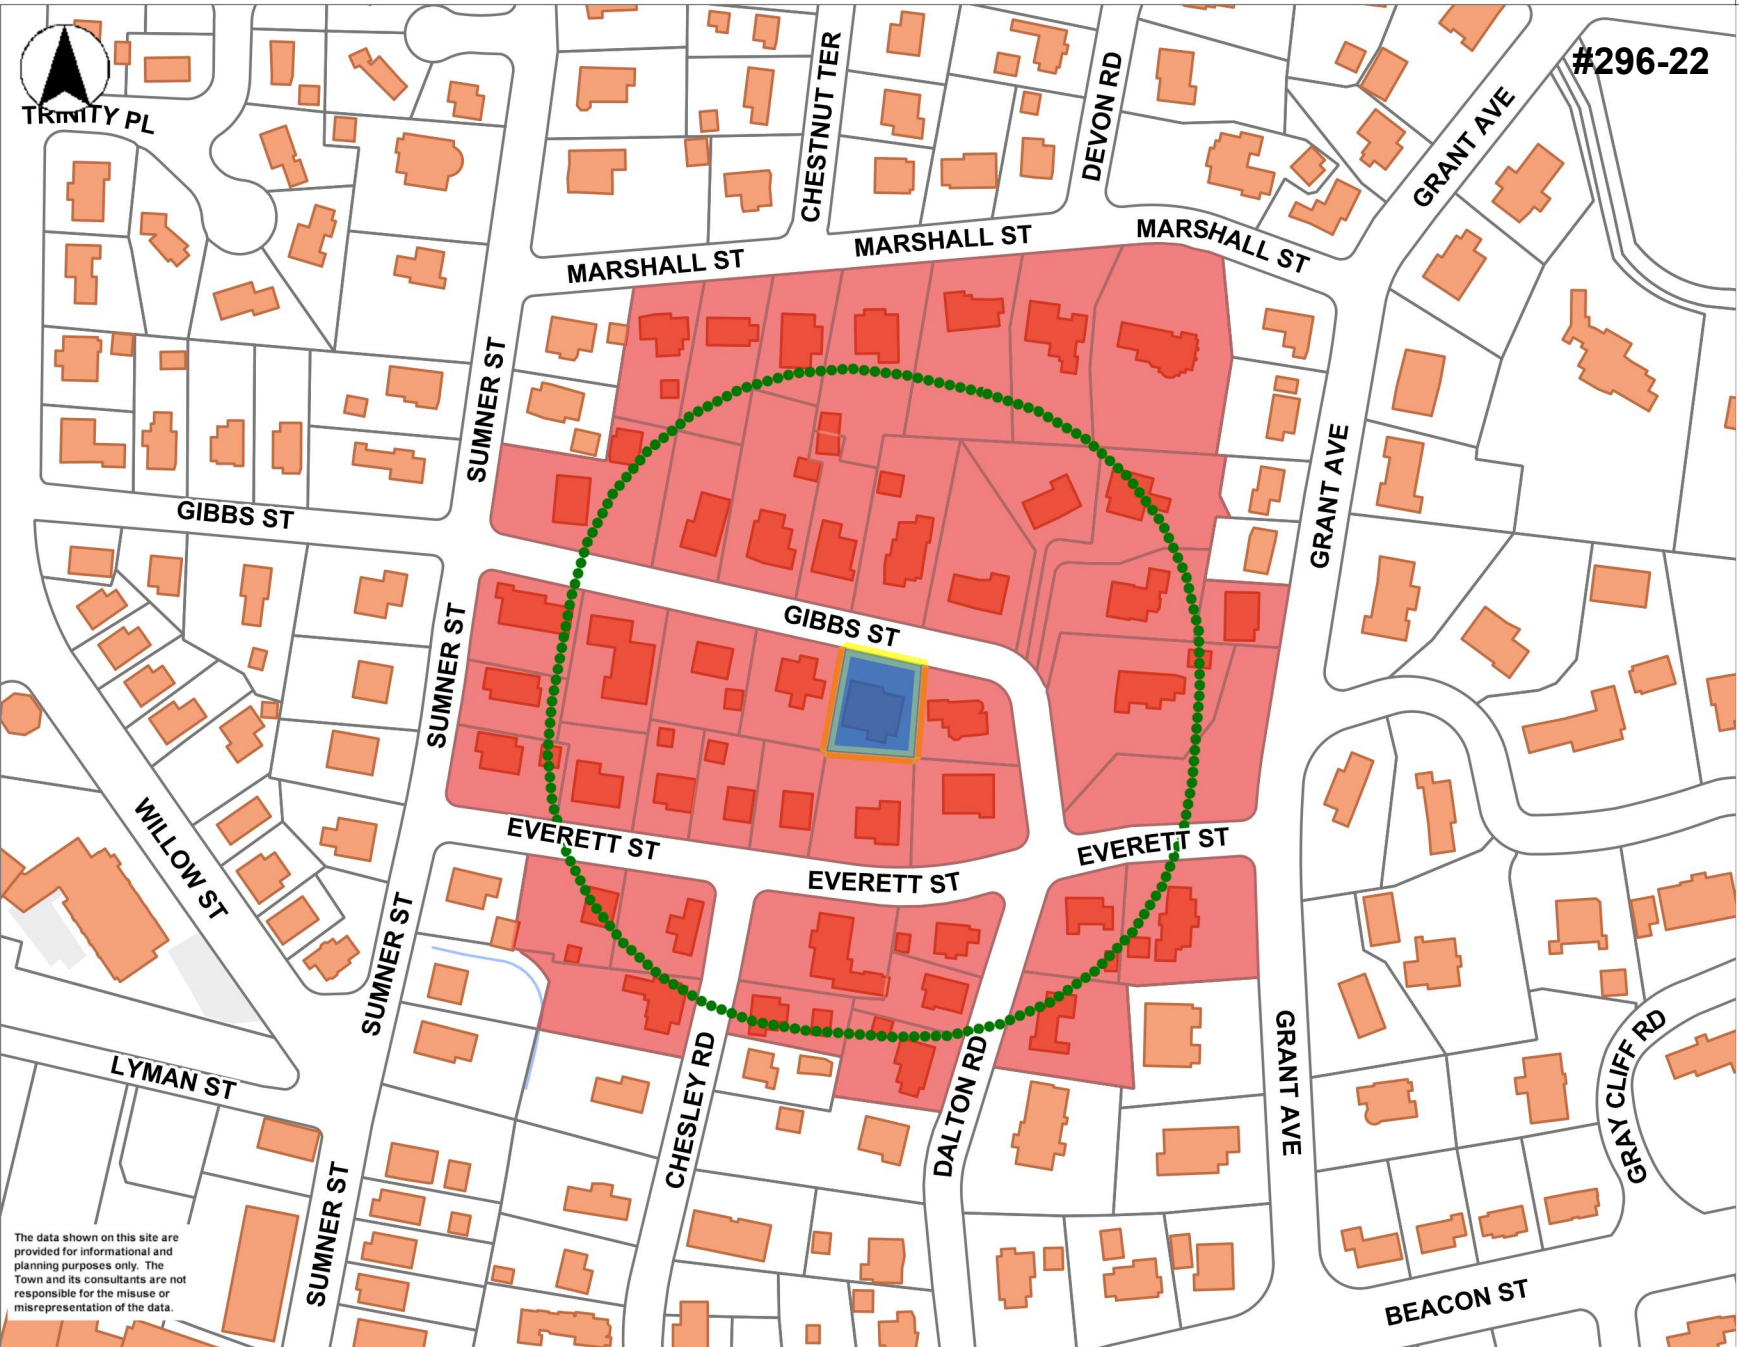 #296-22
TRINITY PL
CHESTNUT TER
DEVON RD
GRANT AVE
MARSHALL ST
MARSHALL ST
MARSHALL ST
SUMNER ST
GRANT AVE
GIBBS ST
GIBBS ST
SUMNER ST
WILLOW ST
EVERETT ST
EVERETT ST
EVERETT ST
SUMNER ST
LYMAN ST
CHESLEY RD
DALTON RD
GRANT AVE
GRAY CLIFF RD
SUMNER ST
BEACON ST
The data shown on this site are
provided for informational and
planning purposes only. The
Town and its consultants are not
responsible for the misuse or
misrepresentation of the data.